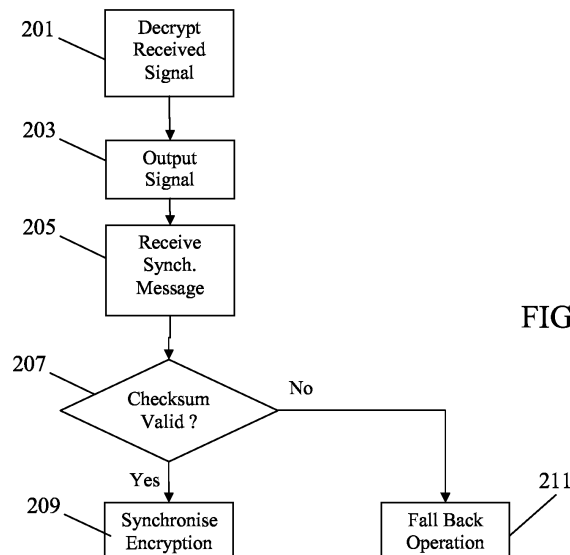 201
Decrypt
Received
Signal
203
Output
Signal
205
Receive
Synch.
Message
FIG
207
Checksum
Valid ?
No
Yes
209
Synchronise
Encryption
211
Fall Back
Operation